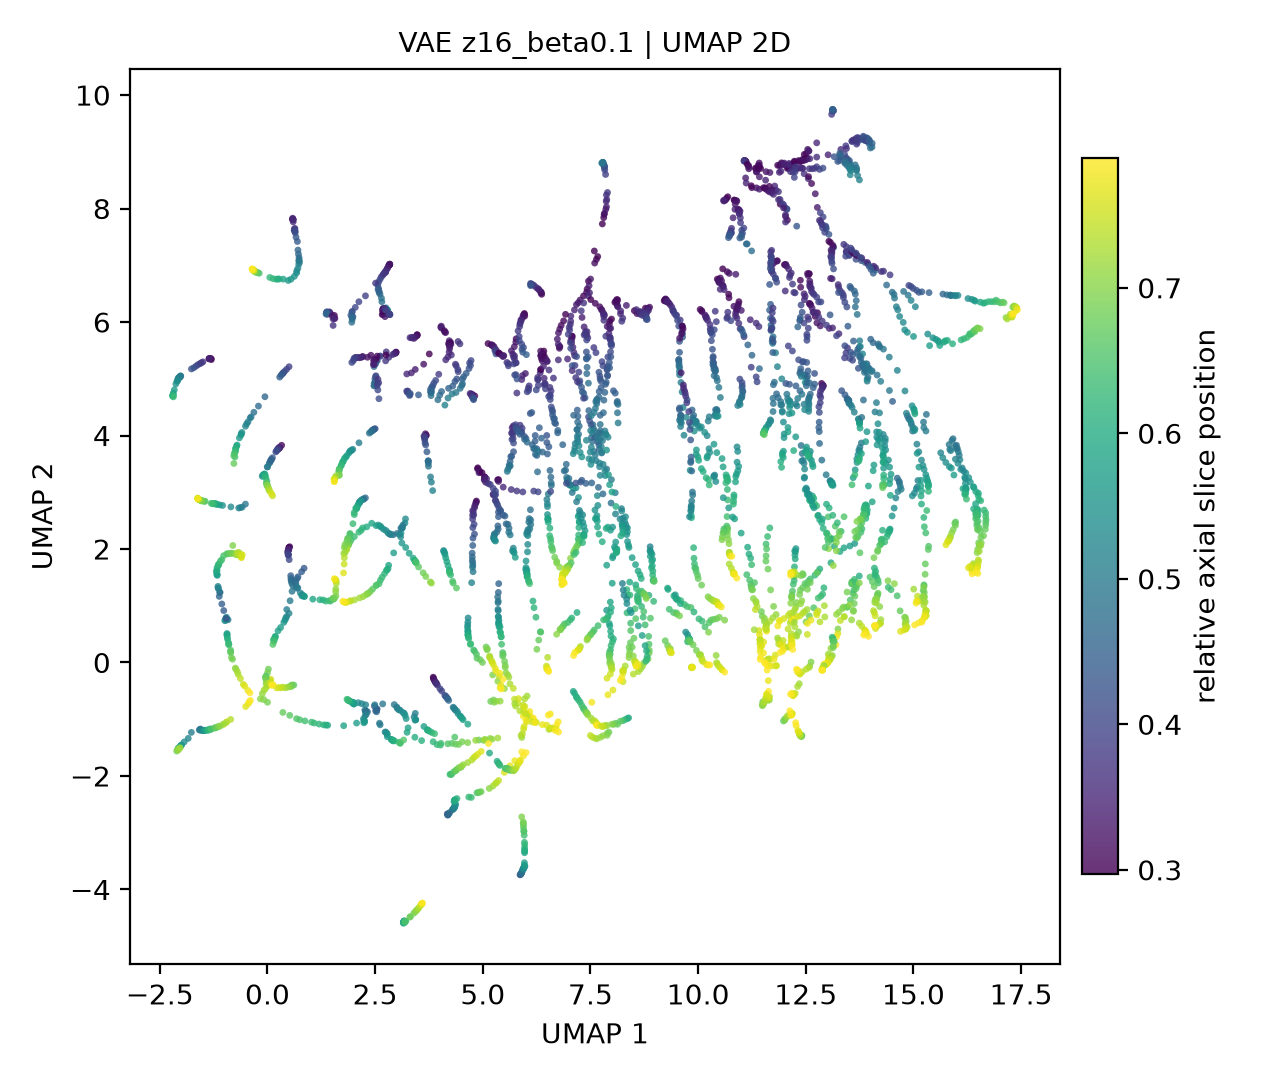 VAE z16_beta0.1 | UMAP 2D
10
8
6
4
2
0
−2
−4
UMAP 2
−2.5 0.0 2.5 5.0 7.5 10.0 12.5 15.0 17.5
UMAP 1
0.7
0.6
0.5
0.4
0.3
relative axial slice position